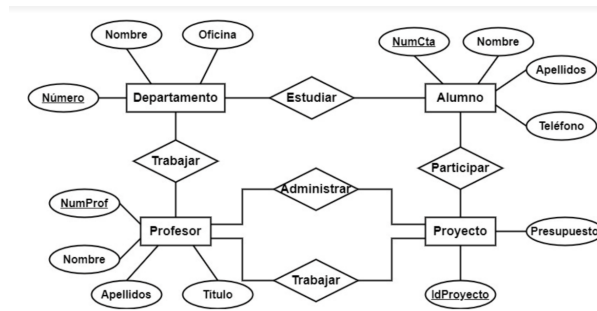 Nombre
Oficina
NumCta
Nombre
Número
Departamento
Estudiar
Alumno
Apellidos
Teléfono
Trabajar
Participar
NumProf
Administrar
Profesor
Proyecto
Presupuesto
Nombre
Apellidos
Titulo
Trabajar
IdProyecto